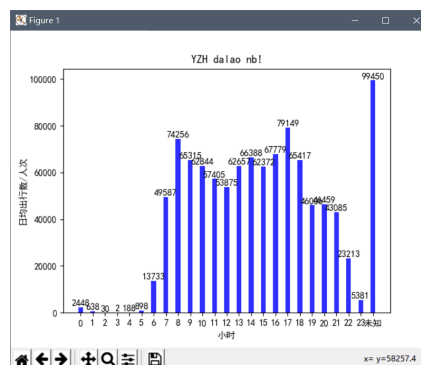 Figure 1
YZH dalao nb!
日均出行数/人次
100000
80000
60000
40000
20000
0
2448 638 30 2 188 898 13733 49587 74256 65315 62844 57405 53875 62657 66388 62372 67779 79149 65417 46459 43085 23213 5381 99450
0 1 2 3 4 5 6 7 8 9 10 11 12 13 14 15 16 17 18 19 20 21 22 23 未知
小时
x= y=58257.4